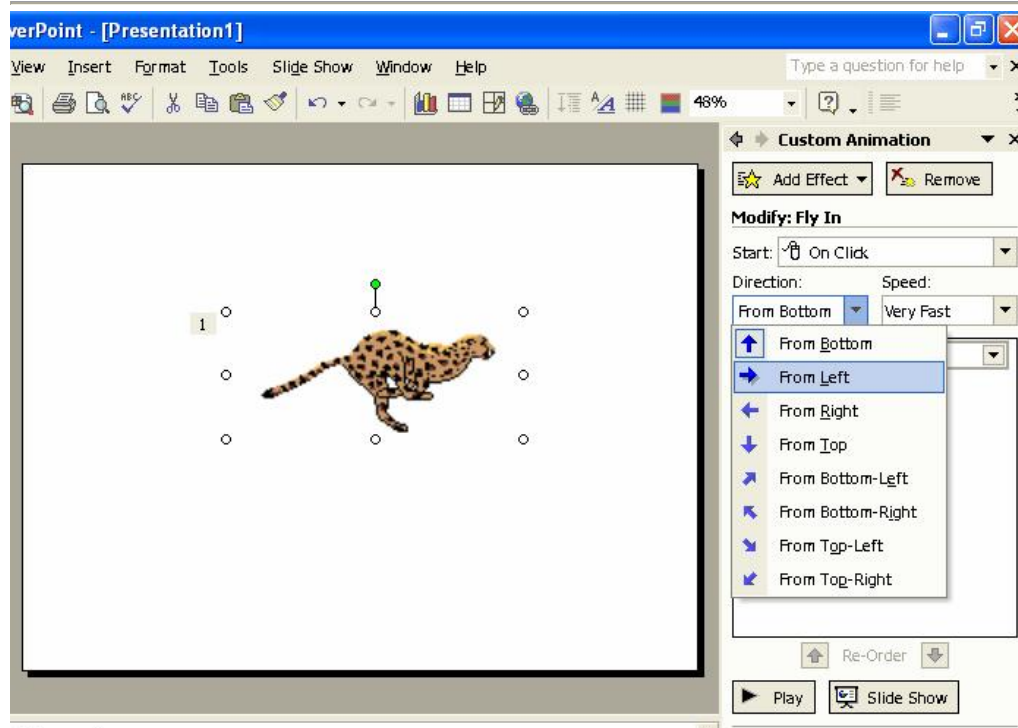 verPoint - [Presentation1]
View Insert Format Tools Slide Show Window Help Type a question for help
ABC 48%
Custom Animation
Add Effect Remove
Modify: Fly In
Start: On Click
Direction: Speed:
From Bottom Very Fast
1
From Bottom
From Left
From Right
From Top
From Bottom-Left
From Bottom-Right
From Top-Left
From Top-Right
Re-Order
Play Slide Show